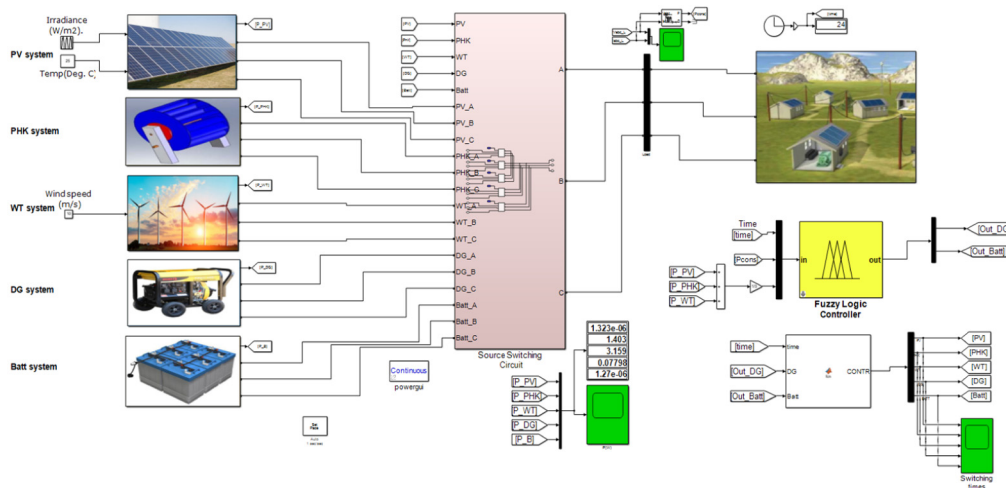 Irradiance
(W/m2).
PV system
Temp(Deg. C)
PHK system
Wind speed
(m/s)
WT system
DG system
Batt system
[P_PV]
[P_WT]
PV
PHK
WT
DG
Batt
PV_A
PV_B
PV_C
PHK_A
PHK_B
PHK_C
WT_A
WT_B
WT_C
DG_A
DG_B
DG_C
Batt_A
Batt_B
Batt_C
A
B
C
Source Switching
Circuit
Continuous
powergui
[P_PV]
[P_PHK]
[P_WT]
[P_DG]
[P_B]
1.323e-06
1.403
3.159
0.07798
1.27e-06
24
Time
[time]
[Pcons]
[P_PV]
[P_PHK]
[P_WT]
in
out
Fuzzy Logic
Controller
[Out_DG]
[Out_Batt]
[time]
[Out_DG]
[Out_Batt]
time
DG
Batt
CONTR
[PV]
[PHK]
[WT]
[DG]
[Batt]
Switching
times